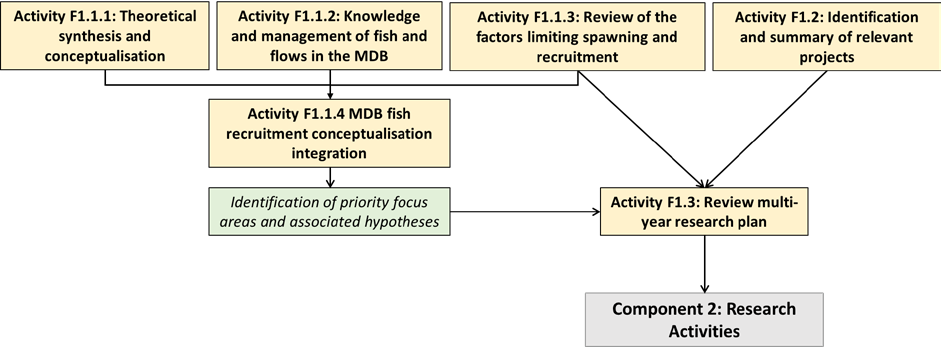 Activity F1.1.1: Theoretical
synthesis and
conceptualisation
Activity F1.1.2: Knowledge
and management of fish and
flows in the MDB
Activity F1.1.3: Review of the
factors limiting spawning and
recruitment
Activity F1.2: Identification
and summary of relevant
projects
Activity F1.1.4 MDB fish
recruitment conceptualisation
integration
Identification of priority focus
areas and associated hypotheses
Activity F1.3: Review multi-
year research plan
Component 2: Research
Activities